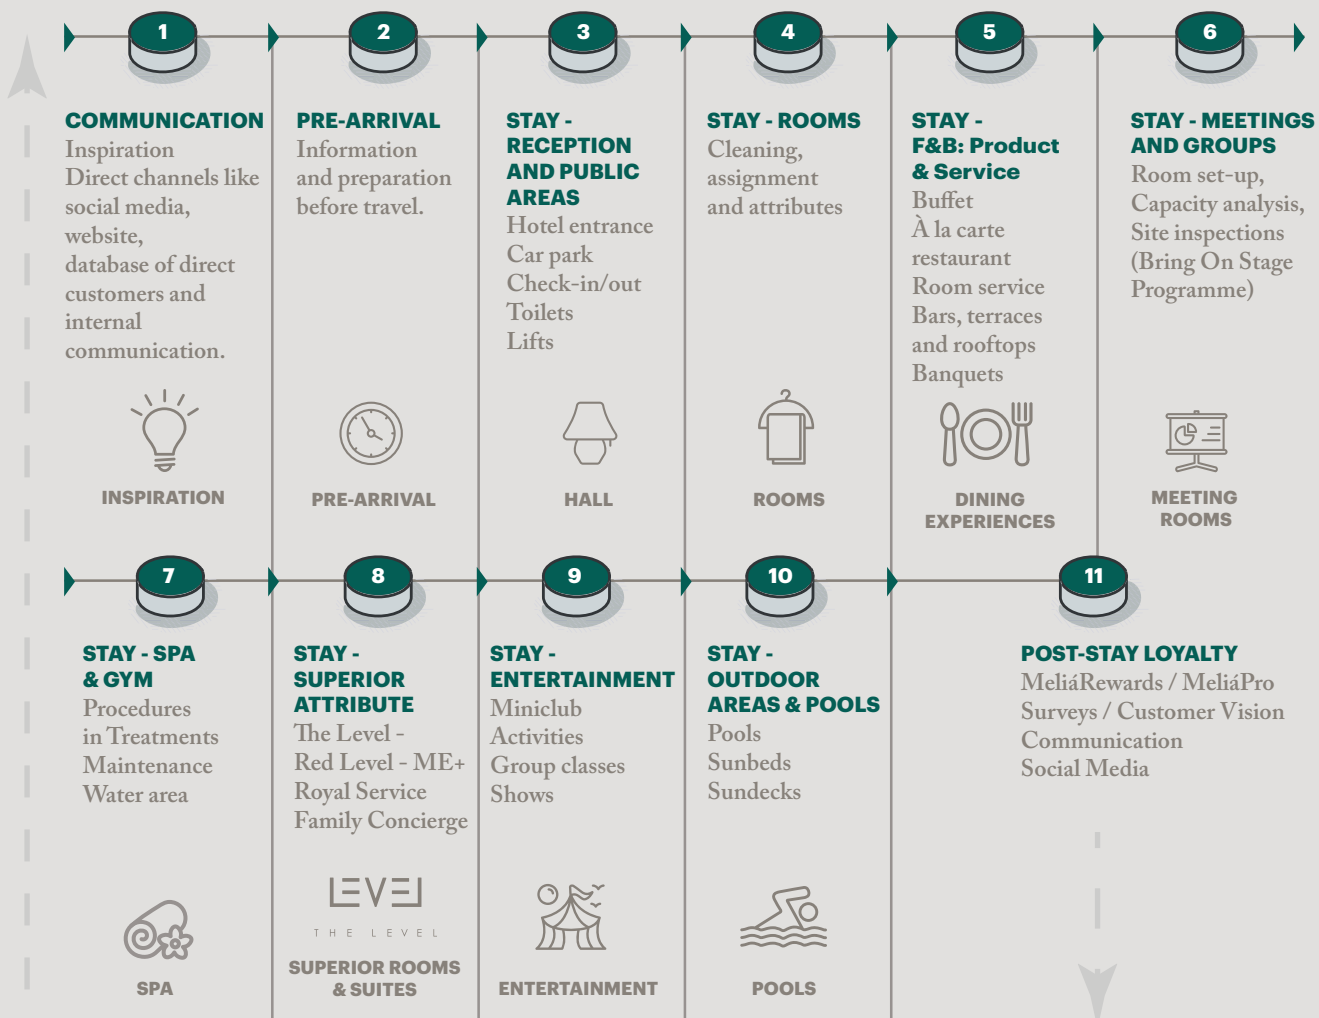 1
COMMUNICATION
Inspiration
Direct channels like
social media,
website,
database of direct
customers and
internal
communication.
INSPIRATION
2
PRE-ARRIVAL
Information
and preparation
before travel.
PRE-ARRIVAL
3
STAY -
RECEPTION
AND PUBLIC
AREAS
Hotel entrance
Car park
Check-in/out
Toilets
Lifts
HALL
4
STAY - ROOMS
Cleaning,
assignment
and attributes
ROOMS
5
STAY -
F&B: Product
& Service
Buffet
À la carte
restaurant
Room service
Bars, terraces
and rooftops
Banquets
DINING
EXPERIENCES
6
STAY - MEETINGS
AND GROUPS
Room set-up,
Capacity analysis,
Site inspections
(Bring On Stage
Programme)
MEETING
ROOMS
7
STAY - SPA
& GYM
Procedures
in Treatments
Maintenance
Water area
SPA
8
STAY -
SUPERIOR
ATTRIBUTE
The Level -
Red Level - ME+
Royal Service
Family Concierge
LEVEL
THE LEVEL
SUPERIOR ROOMS
& SUITES
9
STAY -
ENTERTAINMENT
Miniclub
Activities
Group classes
Shows
ENTERTAINMENT
10
STAY -
OUTDOOR
AREAS & POOLS
Pools
Sunbeds
Sundecks
POOLS
11
POST-STAY LOYALTY
MeliáRewards / MeliáPro
Surveys / Customer Vision
Communication
Social Media